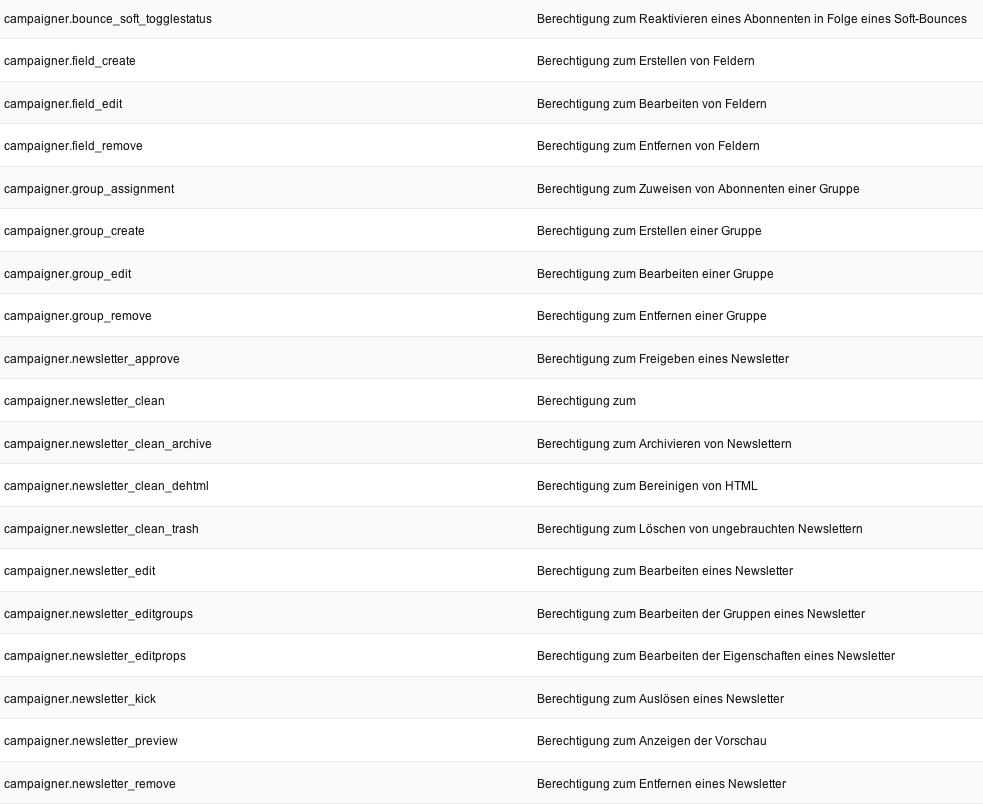 campaigner.bounce_soft_togglestatus Berechtigung zum Reaktivieren eines Abonnenten in Folge eines Soft-Bounces
campaigner.field_create Berechtigung zum Erstellen von Feldern
campaigner.field_edit Berechtigung zum Bearbeiten von Feldern
campaigner.field_remove Berechtigung zum Entfernen von Feldern
campaigner.group_assignment Berechtigung zum Zuweisen von Abonnenten einer Gruppe
campaigner.group_create Berechtigung zum Erstellen einer Gruppe
campaigner.group_edit Berechtigung zum Bearbeiten einer Gruppe
campaigner.group_remove Berechtigung zum Entfernen einer Gruppe
campaigner.newsletter_approve Berechtigung zum Freigeben eines Newsletter
campaigner.newsletter_clean Berechtigung zum
campaigner.newsletter_clean_archive Berechtigung zum Archivieren von Newslettern
campaigner.newsletter_clean_dehtml Berechtigung zum Bereinigen von HTML
campaigner.newsletter_clean_trash Berechtigung zum Löschen von ungebrauchten Newslettern
campaigner.newsletter_edit Berechtigung zum Bearbeiten eines Newsletter
campaigner.newsletter_editgroups Berechtigung zum Bearbeiten der Gruppen eines Newsletter
campaigner.newsletter_editprops Berechtigung zum Bearbeiten der Eigenschaften eines Newsletter
campaigner.newsletter_kick Berechtigung zum Auslösen eines Newsletter
campaigner.newsletter_preview Berechtigung zum Anzeigen der Vorschau
campaigner.newsletter_remove Berechtigung zum Entfernen eines Newsletter